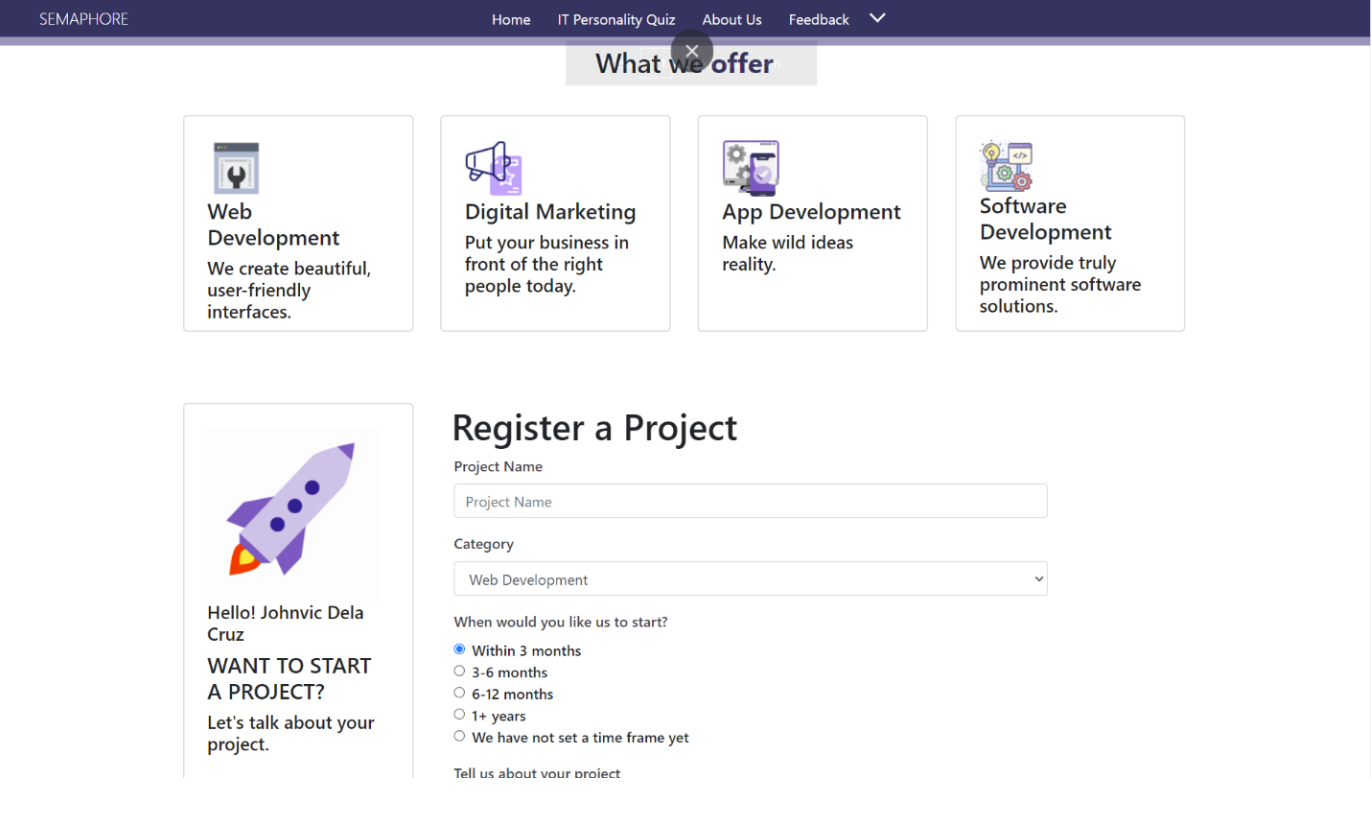 SEMAPHORE
Home IT Personality Quiz About Us Feedback
What we offer
Web
Development
We create beautiful,
user-friendly
interfaces.
Digital Marketing
Put your business in
front of the right
people today.
App Development
Make wild ideas
reality.
Software
Development
We provide truly
prominent software
solutions.
Hello! Johnvic Dela
Cruz
WANT TO START
A PROJECT?
Let's talk about your
project.
Register a Project
Project Name
Project Name
Category
Web Development
When would you like us to start?
Within 3 months
3-6 months
6-12 months
1+ years
We have not set a time frame yet
Tell us about your project